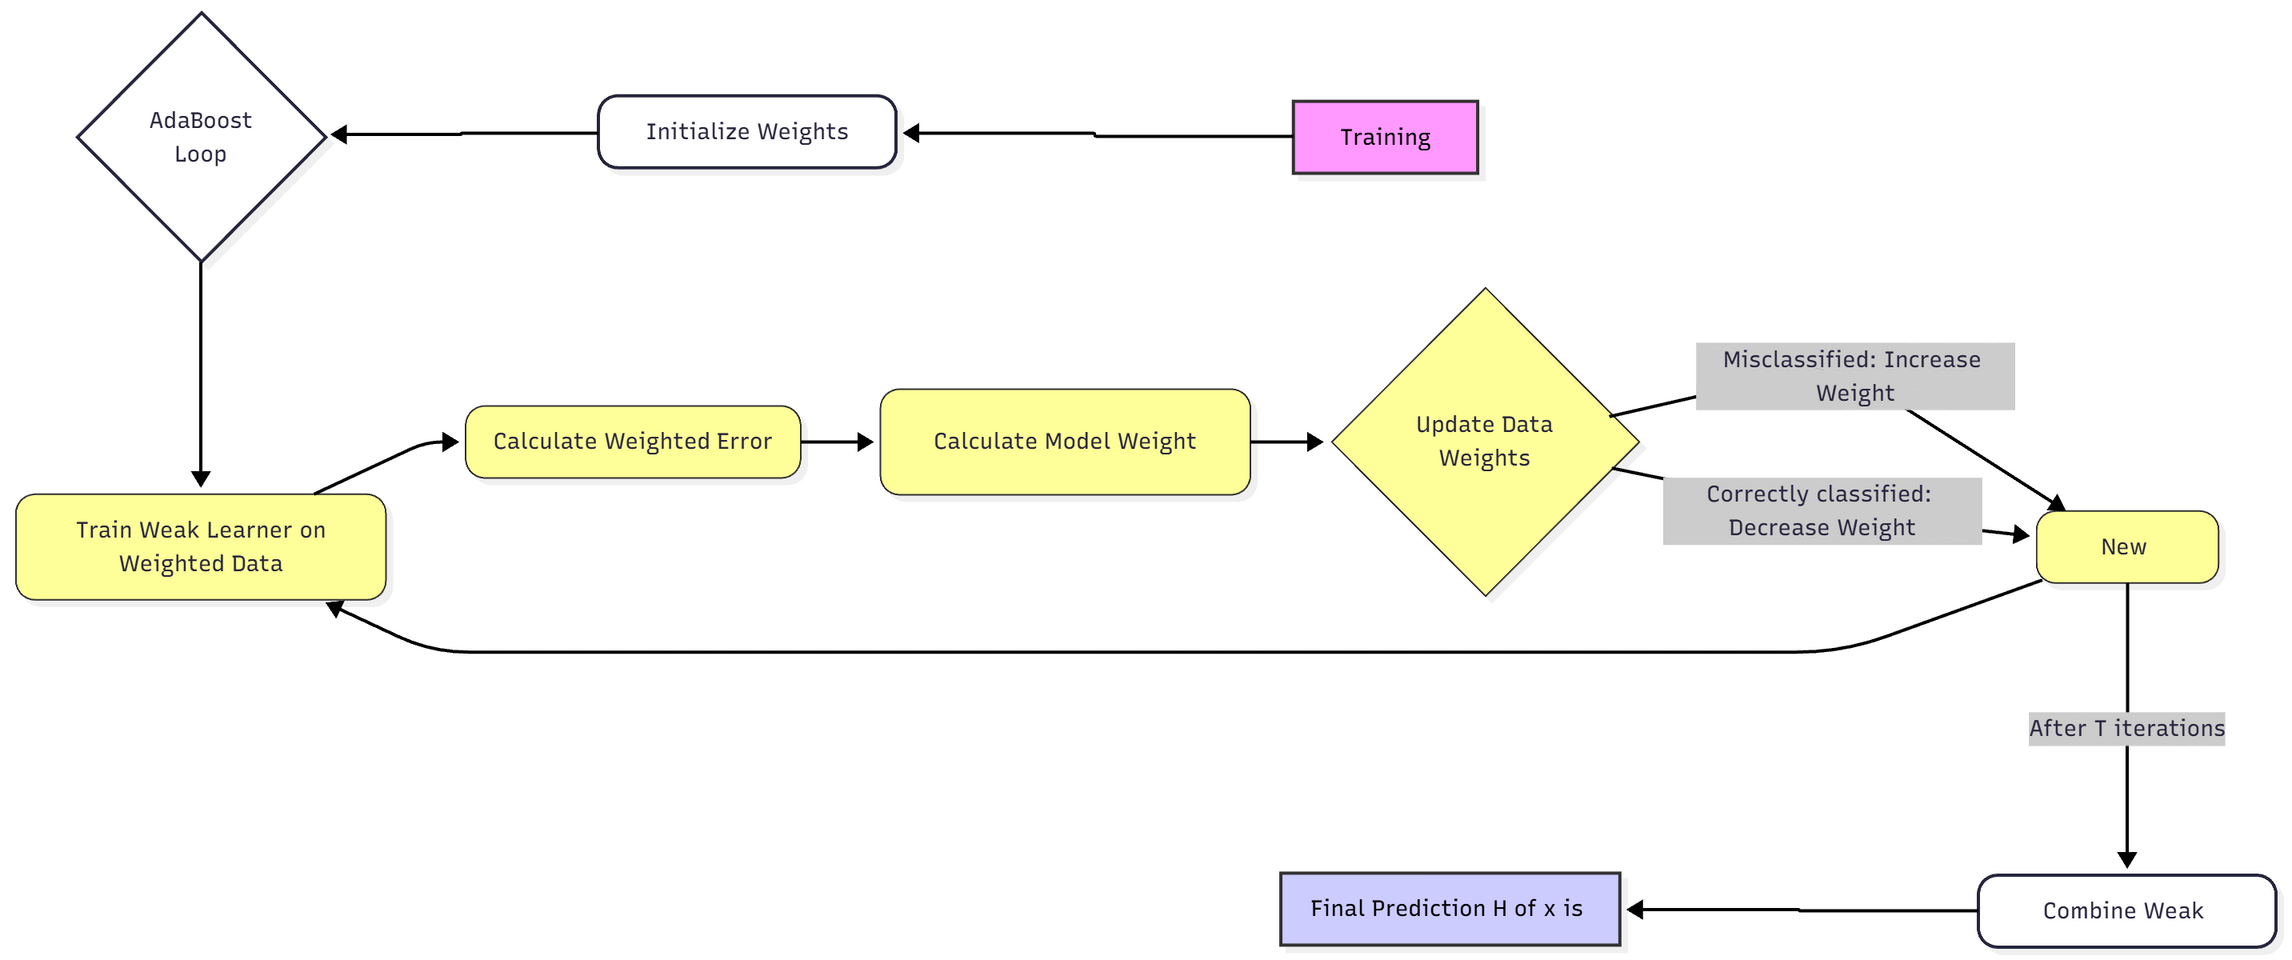 AdaBoost
Loop
Initialize Weights
Training
Train Weak Learner on
Weighted Data
Calculate Weighted Error
Calculate Model Weight
Update Data
Weights
Misclassified: Increase
Weight
Correctly classified:
Decrease Weight
New
After T iterations
Combine Weak
Final Prediction H of x is